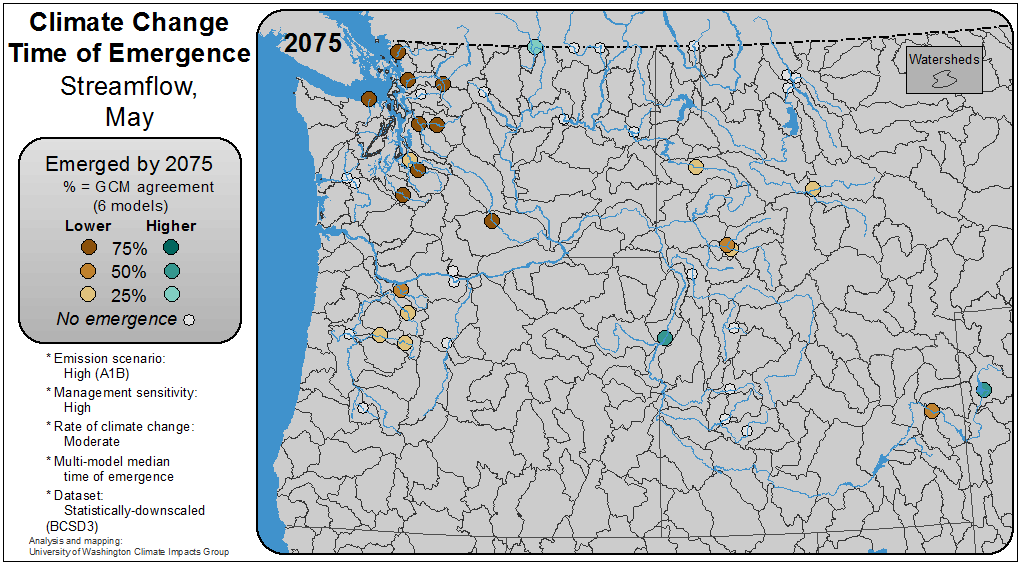 Climate Change
Time of Emergence
Streamflow,
May
Emerged by 2075
% = GCM agreement
(6 models)
Lower Higher
75%
50%
25%
No emergence
* Emission scenario:
High (A1B)
* Management sensitivity:
High
* Rate of climate change:
Moderate
* Multi-model median
time of emergence
* Dataset:
Statistically-downscaled
(BCSD3)
Analysis and mapping:
University of Washington Climate Impacts Group
2075
Watersheds